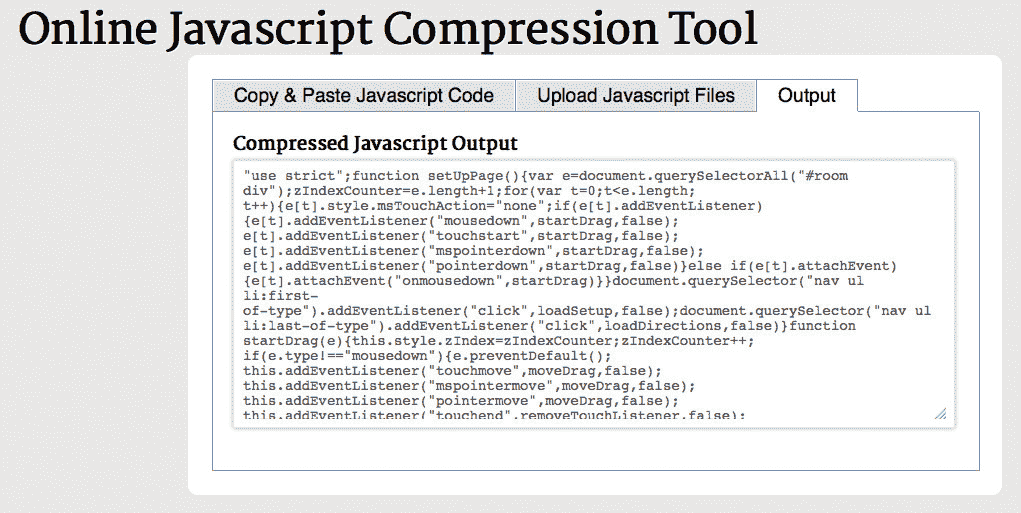 Online Javascript Compression Tool
Copy & Paste Javascript Code
Upload Javascript Files
Output
Compressed Javascript Output
"use strict";function setUpPage(){var e=document.querySelectorAll("#room
div");zIndexCounter=e.length+1;for(var t=0;t<e.length;
t++){e[t].style.msTouchAction="none";if(e[t].addEventListener)
{e[t].addEventListener("mousedown",startDrag,false);
e[t].addEventListener("touchstart",startDrag,false);
e[t].addEventListener("mspointerdown",startDrag,false);
e[t].addEventListener("pointerdown",startDrag,false)}else if(e[t].attachEvent)
{e[t].attachEvent("onmousedown",startDrag)}}document.querySelector("nav ul
li:first-
of-type").addEventListener("click",loadSetup,false);document.querySelector("nav ul
li:last-of-type").addEventListener("click",loadDirections,false)}function
startDrag(e){this.style.zIndex=zIndexCounter;zIndexCounter++;
if(e.type!=="mousedown"){e.preventDefault();
this.addEventListener("touchmove",moveDrag,false);
this.addEventListener("mspointermove",moveDrag,false);
this.addEventListener("pointermove",moveDrag,false);
this.addEventListener("touchend",removeTouchListener,false);